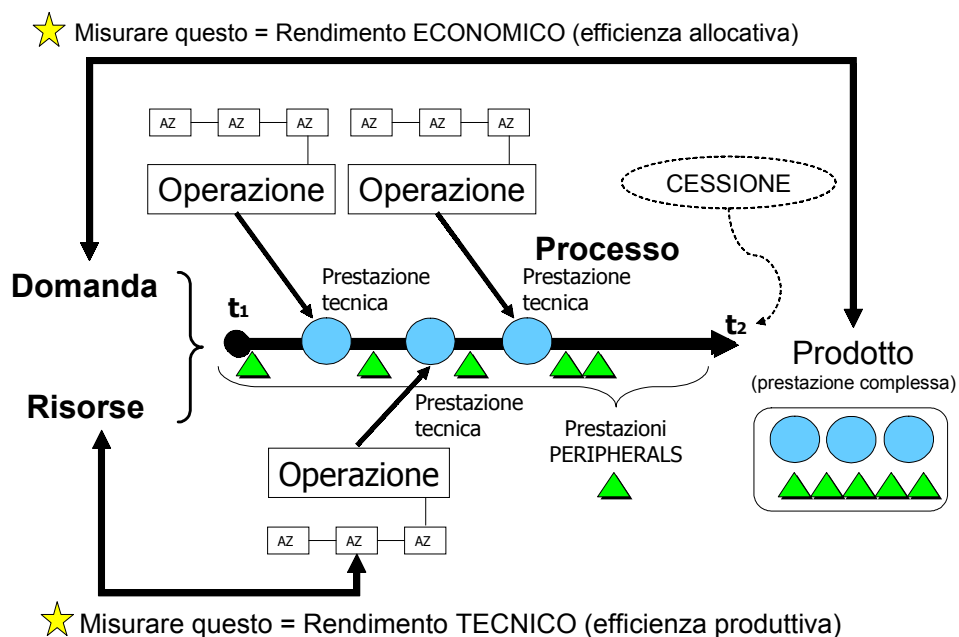 Misurare questo = Rendimento ECONOMICO (efficienza allocativa)
AZ AZ AZ
AZ AZ AZ
Operazione
Operazione
CESSIONE
Processo
Domanda
Prestazione
tecnica
Prestazione
tecnica
t1
t2
Prodotto
(prestazione complessa)
Risorse
Prestazione
tecnica
Prestazioni
PERIPHERALS
Operazione
AZ AZ AZ
Misurare questo = Rendimento TECNICO (efficienza produttiva)